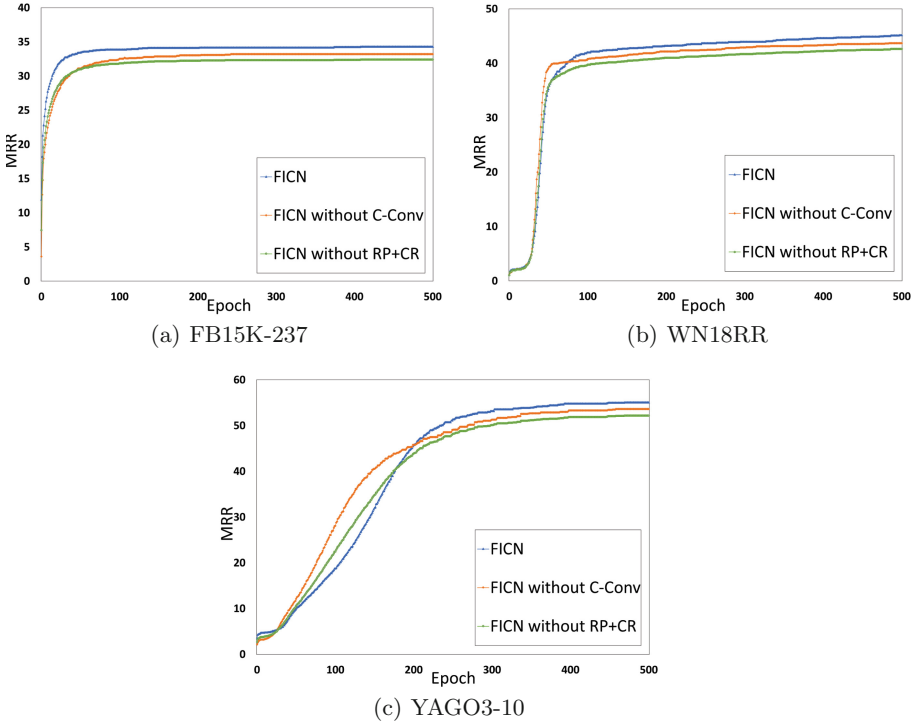 40
35
30
25
20
15
10
5
0
MRR
FICN
FICN without C-Conv
FICN without RP+CR
0 100 200 300 400 500
Epoch
(a) FB15K-237
50
40
30
20
10
0
MRR
FICN
FICN without C-Conv
FICN without RP+CR
0 100 200 300 400 500
Epoch
(b) WN18RR
60
50
40
30
20
10
0
MRR
FICN
FICN without C-Conv
FICN without RP+CR
0 100 200 300 400 500
Epoch
(c) YAGO3-10